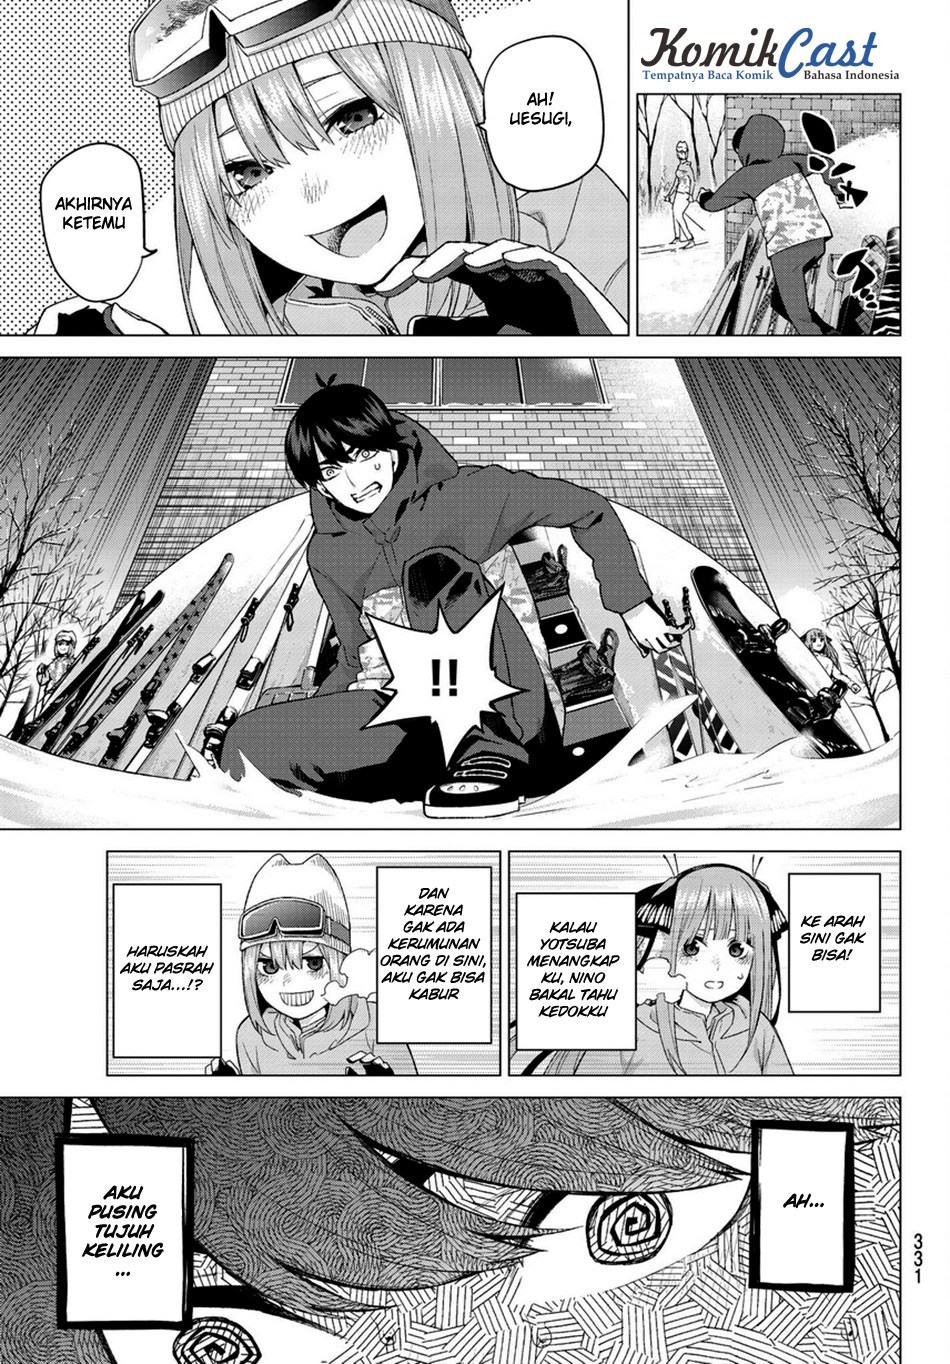 KomikCast
Tempatnya Baca Komik Bahasa Indonesia
AH!
UESUGI,
AKHIRNYA
KETEMU
!!
KE ARAH
SINI GAK
BISA!
KALAU
YOTSUBA
MENANGKAP
KU, NINO
BAKAL TAHU
KEDOKKU
DAN
KARENA
GAK ADA
KERUMUNAN
ORANG DI SINI,
AKU GAK BISA
KABUR
HARUSKAH
AKU PASRAH
SAJA...!?
AH...
AKU
PUSING
TUJUH
KELILING
...
331